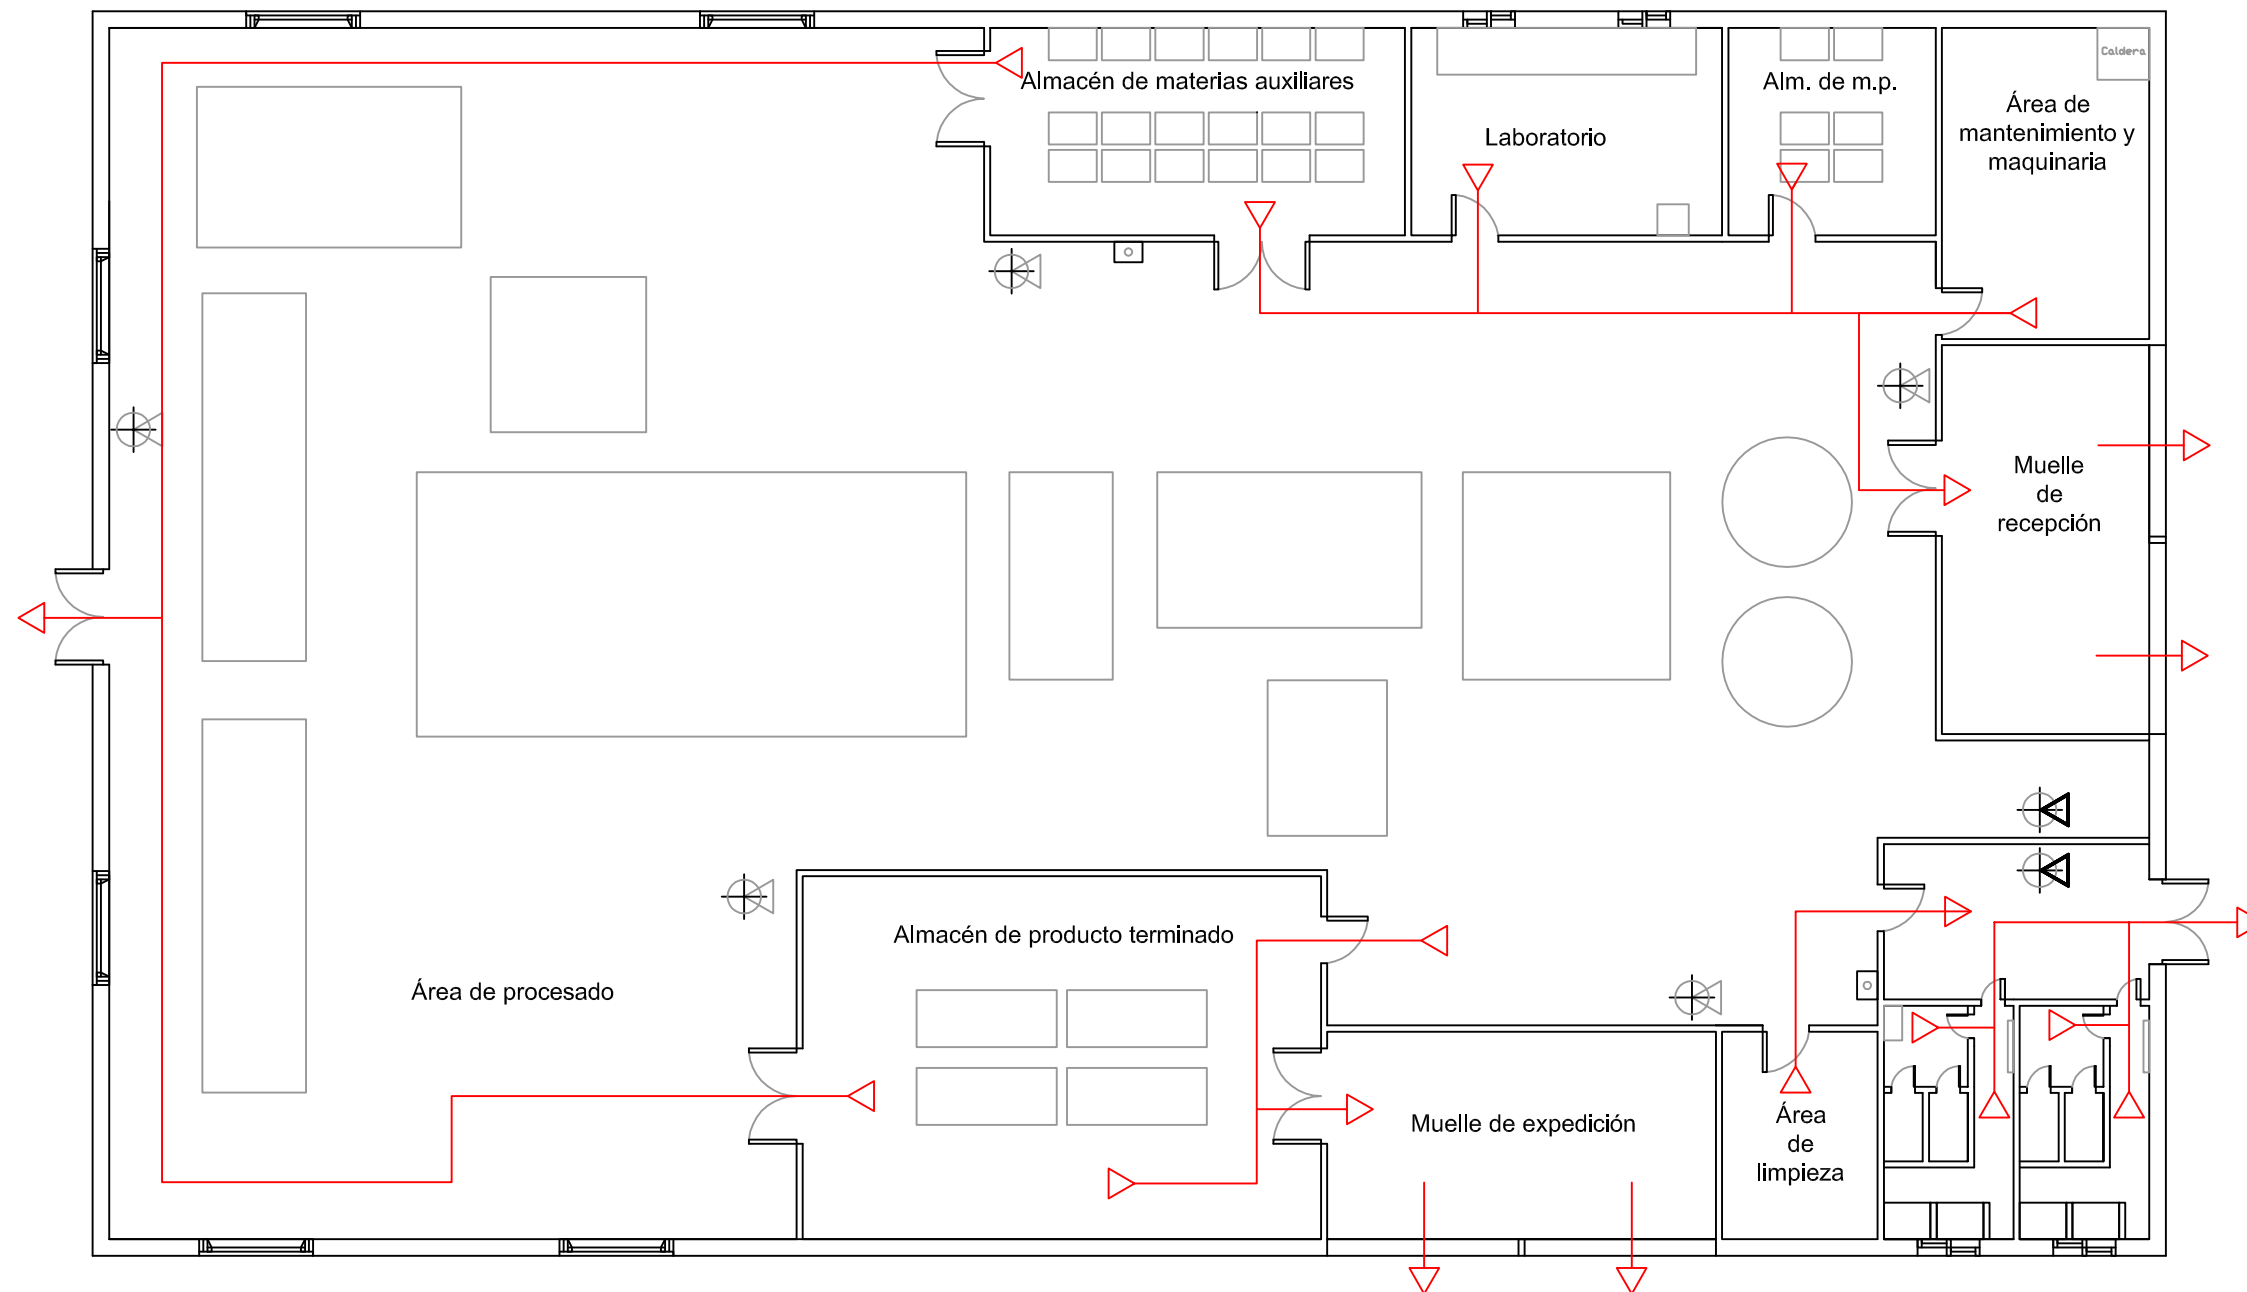 Caldera
Almacén de materias auxiliares
Alm. de m.p.
Área de
mantenimiento y
maquinaria
Laboratorio
Muelle
de
recepción
Almacén de producto terminado
Área de procesado
Muelle de expedición
Área
de
limpieza